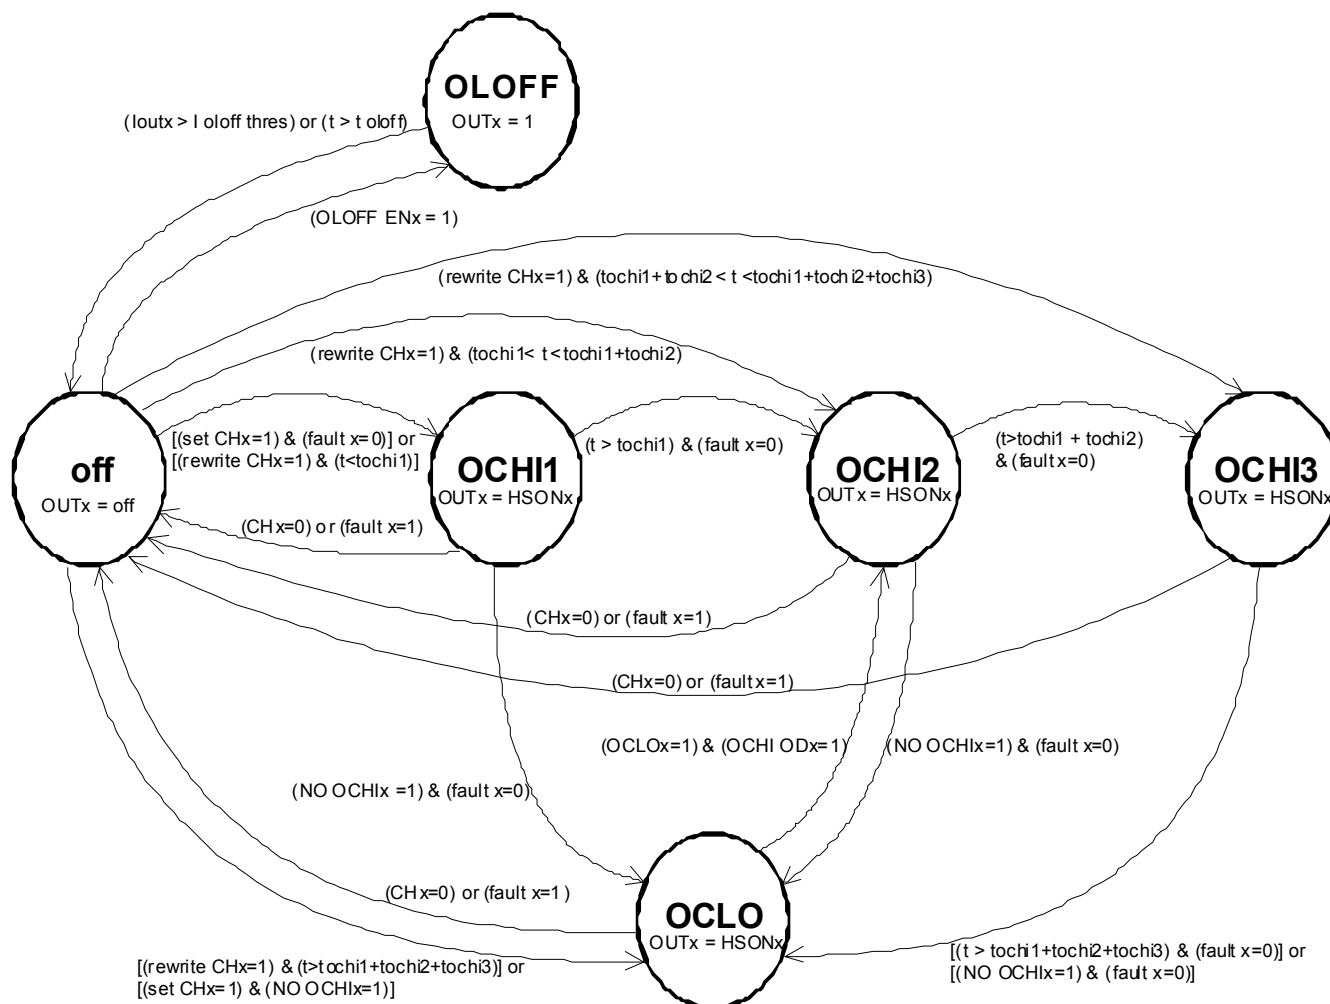 OLOFF
OUTx = 1
(Ioutx > I oloff thres) or (t > t oloff)
(OLOFF ENx = 1)
(rewrite CHx=1) & (tochi1+tochi2 < t <tochi1+tochi2+tochi3)
(rewrite CHx=1) & (tochi1< t <tochi1+tochi2)
[(set CHx=1) & (fault x=0)] or
[(rewrite CHx=1) & (t<tochi1)]
(t > tochi1) & (fault x=0)
(t>tochi1 + tochi2)
& (fault x=0)
off
OUTx = off
OCHI1
OUTx = HSONx
OCHI2
OUTx = HSONx
OCHI3
OUTx = HSONx
(CHx=0) or (fault x=1)
(CHx=0) or (fault x=1)
(CHx=0) or (fault x=1)
(OCLOx=1) & (OCHI ODx=1)
(NO OCHIx=1) & (fault x=0)
(NO OCHIx =1) & (fault x=0)
(CHx=0) or (fault x=1)
OCLO
OUTx = HSONx
[(rewrite CHx=1) & (t>tochi1+tochi2+tochi3)] or
[(set CHx=1) & (NO OCHIx=1)]
[(t > tochi1+tochi2+tochi3) & (fault x=0)] or
[(NO OCHIx=1) & (fault x=0)]